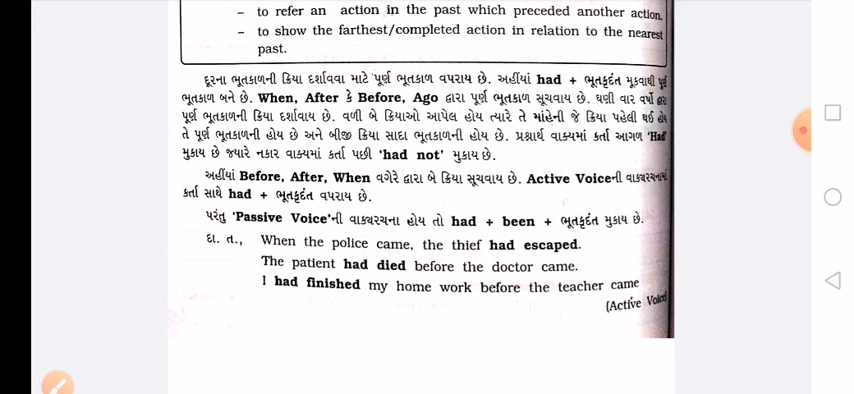 – to refer an action in the past which preceded another action.
– to show the farthest/completed action in relation to the nearest
past.
દૂરના ભૂતકાળની ક્રિયા દર્શાવવા માટે પૂર્ણ ભૂતકાળ વપરાય છે. અહીંયાં had + ભૂતકૃદંત મૂકવાથી પૂર્ણ
ભૂતકાળ બને છે. When, After કે Before, Ago દ્વારા પૂર્ણ ભૂતકાળ સૂચવાય છે. ઘણી વાર વર્ષો દ્વારા
પૂર્ણ ભૂતકાળની ક્રિયા દર્શાવાય છે. વળી બે ક્રિયાઓ આપેલ હોય ત્યારે તે માંહેની જે ક્રિયા પહેલી થઈ હોય
તે પૂર્ણ ભૂતકાળની હોય છે અને બીજી ક્રિયા સાદા ભૂતકાળની હોય છે. પ્રશ્નાર્થ વાક્યમાં કર્તા આગળ 'Had'
મુકાય છે જ્યારે નકાર વાક્યમાં કર્તા પછી 'had not' મુકાય છે.
અહીંયાં Before, After, When વગેરે દ્વારા બે ક્રિયા સૂચવાય છે. Active Voiceની વાક્યરચનામાં
કર્તા સાથે had + ભૂતકૃદંત વપરાય છે.
પરંતુ 'Passive Voice'ની વાક્યરચના હોય તો had + been + ભૂતકૃદંત મુકાય છે.
દા. ત., When the police came, the thief had escaped.
The patient had died before the doctor came.
I had finished my home work before the teacher came
(Active Voice)